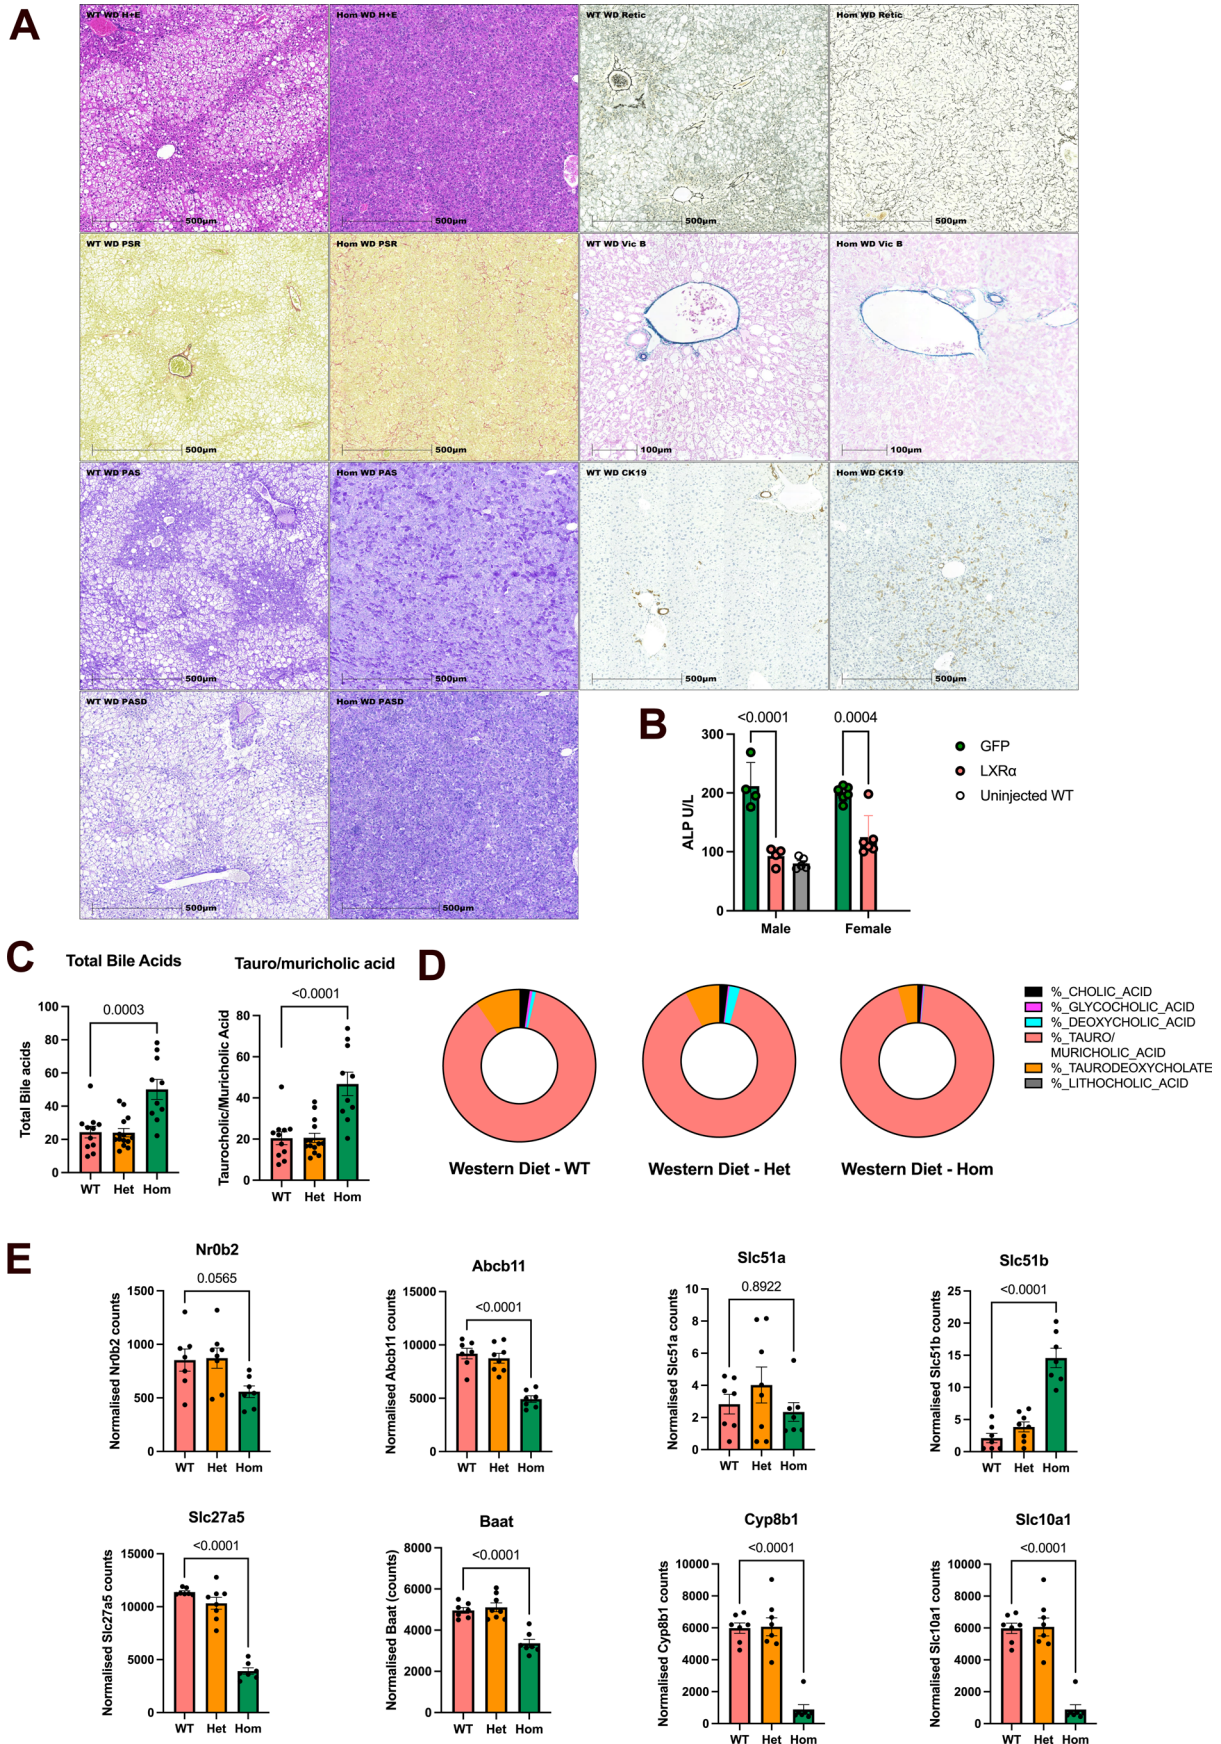 A
WT WD H+E
500µm
Hom WD H+E
500µm
WT WD Retic
500µm
Hom WD Retic
500µm
WT WD PSR
500µm
Hom WD PSR
500µm
WT WD Vic B
100µm
Hom WD Vic B
100µm
WT WD PAS
500µm
Hom WD PAS
500µm
WT WD CK19
500µm
Hom WD CK19
500µm
WT WD PASD
500µm
Hom WD PASD
500µm
B
<0.0001
0.0004
300
200
100
0
ALP U/L
Male
Female
GFP
LXRα
Uninjected WT
C
Total Bile Acids
0.0003
100
80
60
40
20
0
Total Bile acids
WT Het Hom
Tauro/muricholic acid
<0.0001
80
60
40
20
0
Taurocholic/Muricholic Acid
WT Het Hom
D
Western Diet - WT
Western Diet - Het
Western Diet - Hom
%_CHOLIC_ACID
%_GLYCOCHOLIC_ACID
%_DEOXYCHOLIC_ACID
%_TAURO/
MURICHOLIC_ACID
%_TAURODEOXYCHOLATE
%_LITHOCHOLIC_ACID
E
Nr0b2
0.0565
1500
1000
500
0
Normalised Nr0b2 counts
WT Het Hom
Abcb11
<0.0001
15000
10000
5000
0
Normalised Abcb11 counts
WT Het Hom
Slc51a
0.8922
10
8
6
4
2
0
Normalised Slc51a counts
WT Het Hom
Slc51b
<0.0001
25
20
15
10
5
0
Normalised Slc51b counts
WT Het Hom
Slc27a5
<0.0001
15000
10000
5000
0
Normalised Slc27a5 counts
WT Het Hom
Baat
<0.0001
8000
6000
4000
2000
0
Normalised Baat (counts)
WT Het Hom
Cyp8b1
<0.0001
10000
8000
6000
4000
2000
0
Normalised Cyp8b1 counts
WT Het Hom
Slc10a1
<0.0001
10000
8000
6000
4000
2000
0
Normalised Slc10a1 counts
WT Het Hom